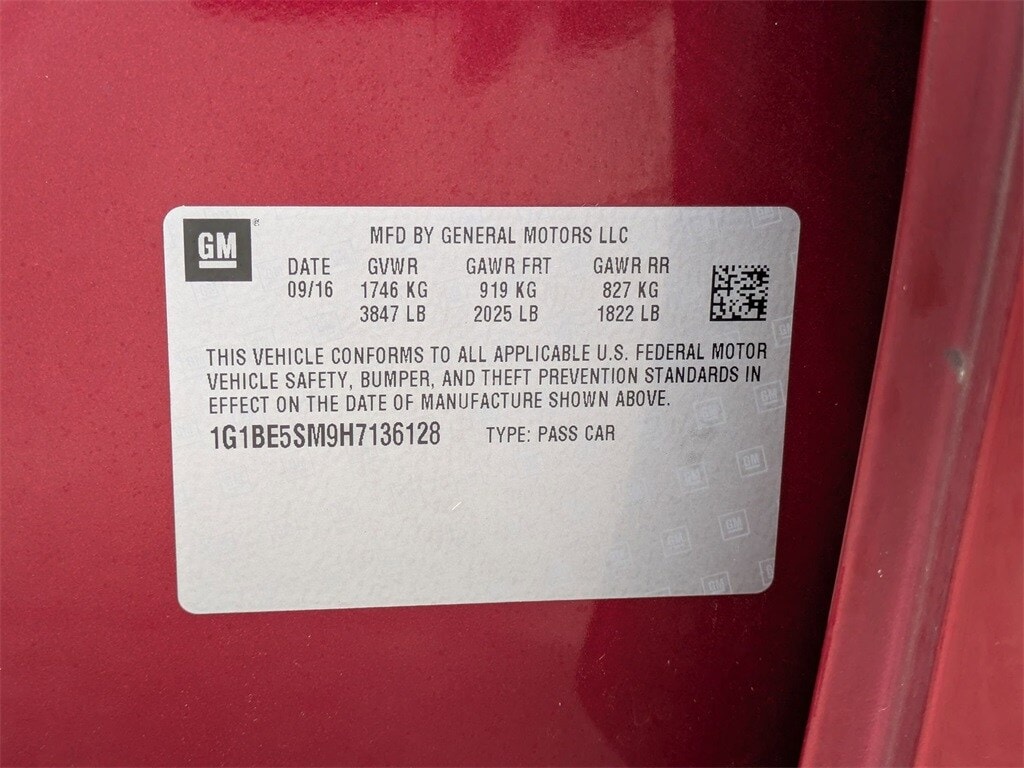 GM
MFD BY GENERAL MOTORS LLC
DATE GVWR GAWR FRT GAWR RR
09/16 1746 KG 919 KG 827 KG
3847 LB 2025 LB 1822 LB
THIS VEHICLE CONFORMS TO ALL APPLICABLE U.S. FEDERAL MOTOR
VEHICLE SAFETY, BUMPER, AND THEFT PREVENTION STANDARDS IN
EFFECT ON THE DATE OF MANUFACTURE SHOWN ABOVE.
1G1BE5SM9H7136128 TYPE: PASS CAR